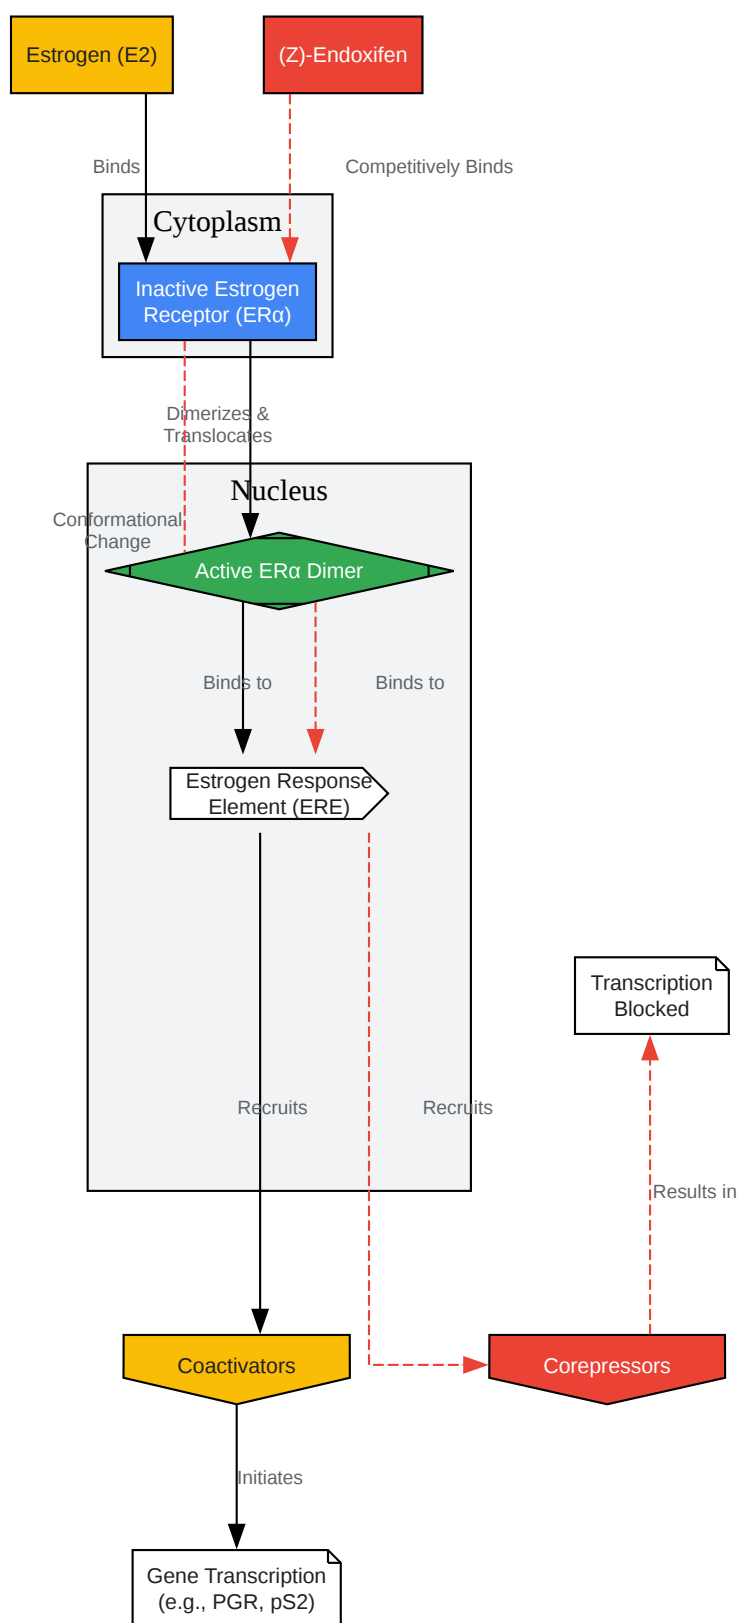 Estrogen (E2)
(Z)-Endoxifen
Binds
Competitively Binds
Cytoplasm
Inactive Estrogen
Receptor (ERα)
Dimerizes &
Translocates
Nucleus
Conformational
Change
Active ERα Dimer
Binds to
Binds to
Estrogen Response
Element (ERE)
Transcription
Blocked
Recruits
Recruits
Results in
Coactivators
Corepressors
Initiates
Gene Transcription
(e.g., PGR, pS2)